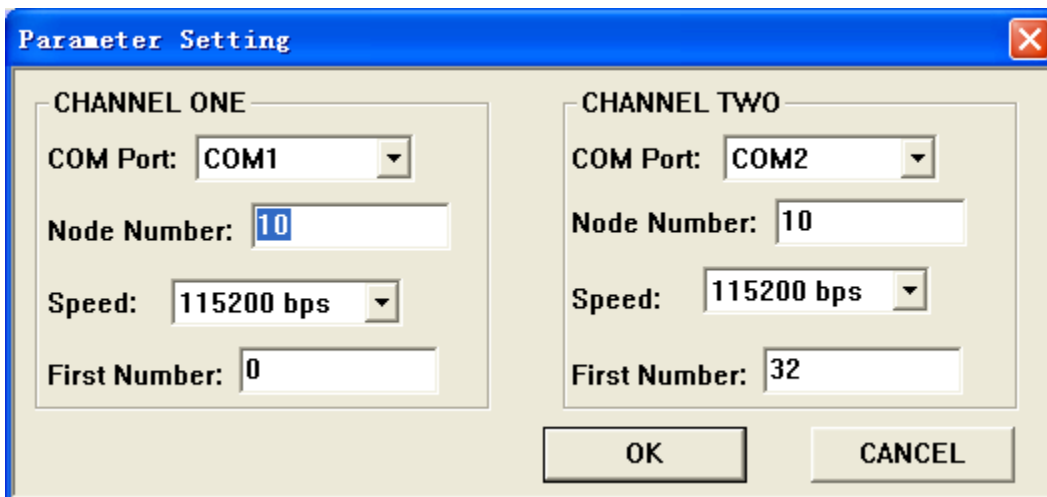 Parameter Setting
CHANNEL ONE
COM Port: COM1
Node Number: 10
Speed: 115200 bps
First Number: 0
CHANNEL TWO
COM Port: COM2
Node Number: 10
Speed: 115200 bps
First Number: 32
OK
CANCEL